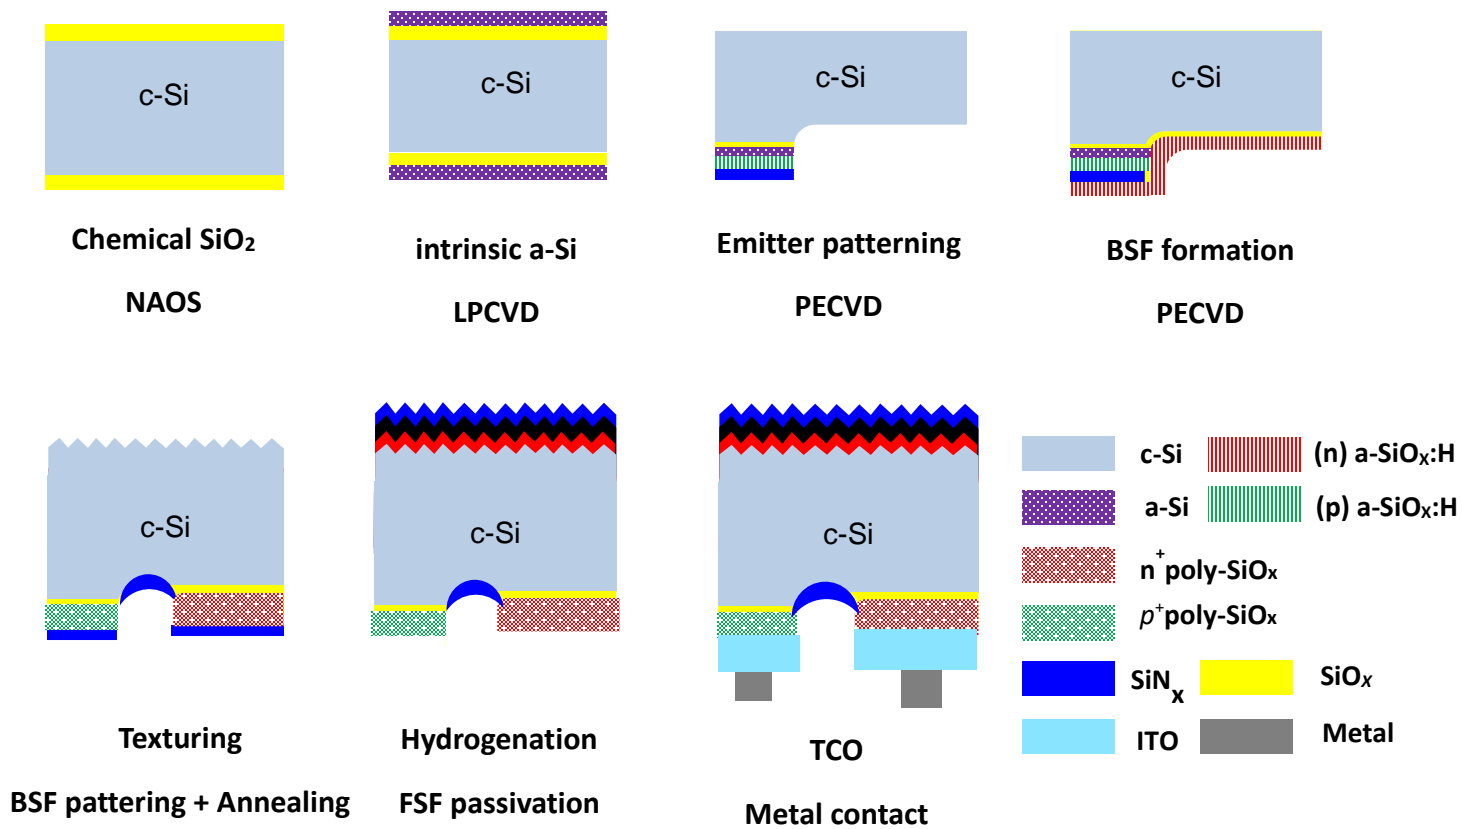 c-Si
Chemical SiO₂
NAOS
c-Si
intrinsic a-Si
LPCVD
c-Si
Emitter patterning
PECVD
c-Si
BSF formation
PECVD
c-Si
Texturing
BSF pattering + Annealing
c-Si
Hydrogenation
FSF passivation
c-Si
TCO
Metal contact
c-Si
(n) a-SiOₓ:H
a-Si
(p) a-SiOₓ:H
n⁺poly-SiOₓ
p⁺poly-SiOₓ
SiNₓ
SiOₓ
ITO
Metal